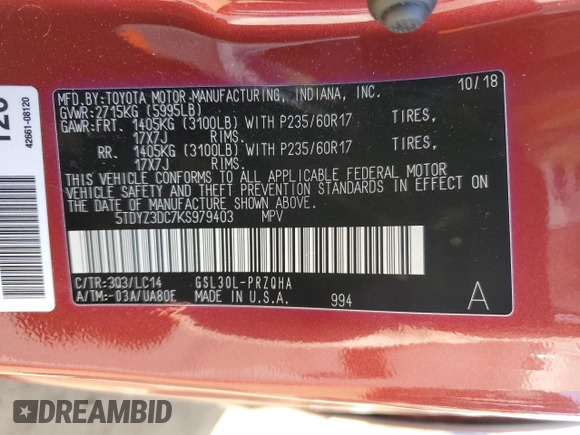 MFD.BY:TOYOTA MOTOR MANUFACTURING, INDIANA, INC. 10/18
GVWR:2715KG (5995LB)
GAWR:FRT. 1405KG (3100LB) WITH P235/60R17 TIRES,
17X7J RIMS,
RR. 1405KG (3100LB) WITH P235/60R17 TIRES,
17X7J RIMS.
THIS VEHICLE CONFORMS TO ALL APPLICABLE FEDERAL MOTOR
VEHICLE SAFETY AND THEFT PREVENTION STANDARDS IN EFFECT ON
THE DATE OF MANUFACTURE SHOWN ABOVE.
5TDYZ3DC7KS979403 MPV
C/TR:3Q3/LC14 GSL30L-PRZQHA
A/TM:-03A/UA80E MADE IN U.S.A. 994 A
42661-08120
DREAMBID